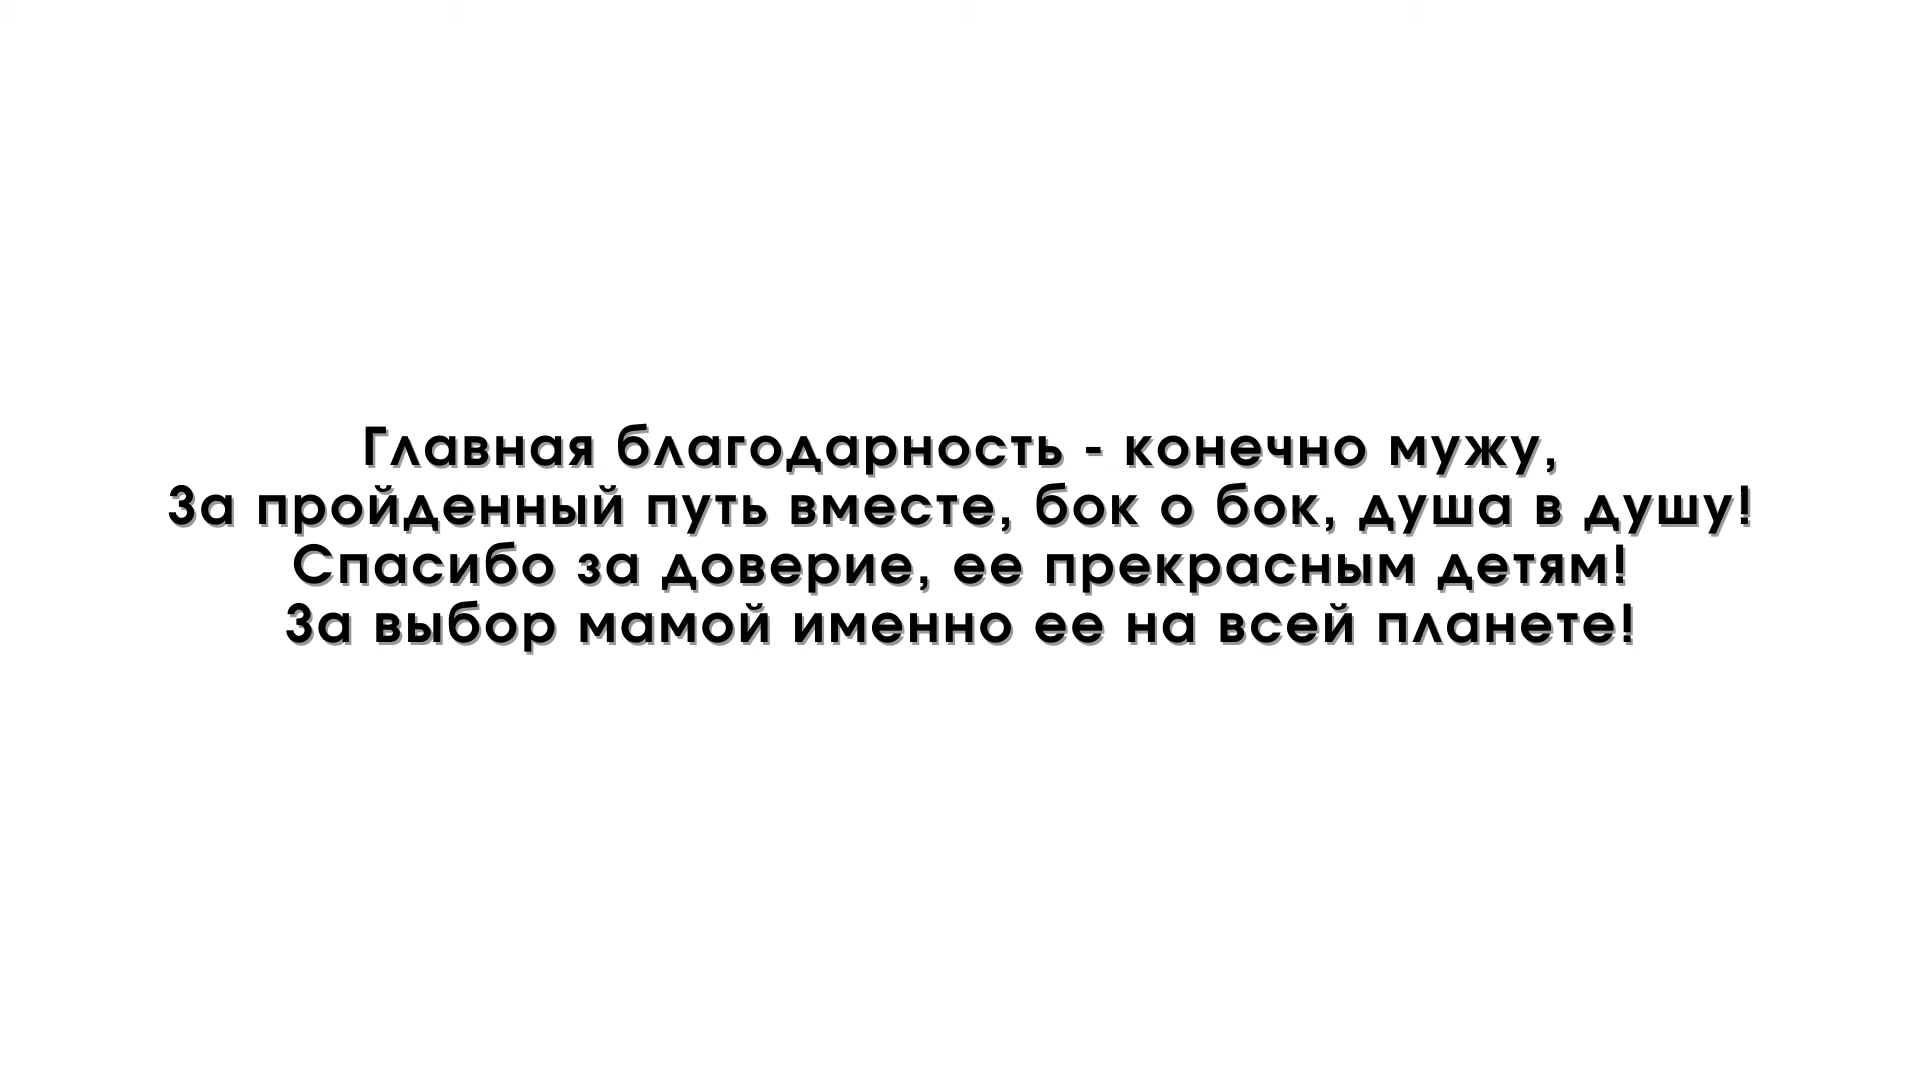 Главная благодарность - конечно мужу,
За пройденный путь вместе, бок о бок, душа в душу!
Спасибо за доверие, ее прекрасным детям!
За выбор мамой именно ее на всей планете!